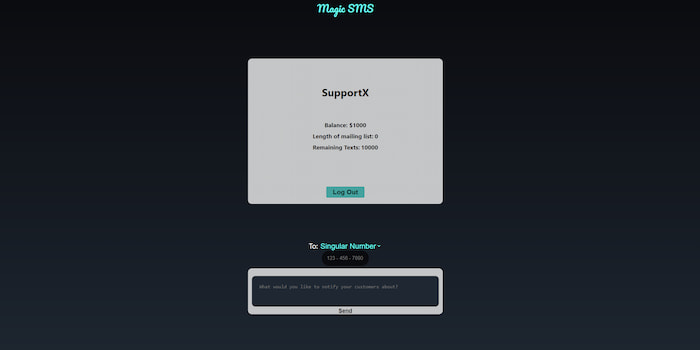 Magic SMS
SupportX
Balance: $1000
Length of mailing list: 0
Remaining Texts: 10000
Log Out
To: Singular Number
123 - 456 - 7890
What would you like to notify your customers about?
Send